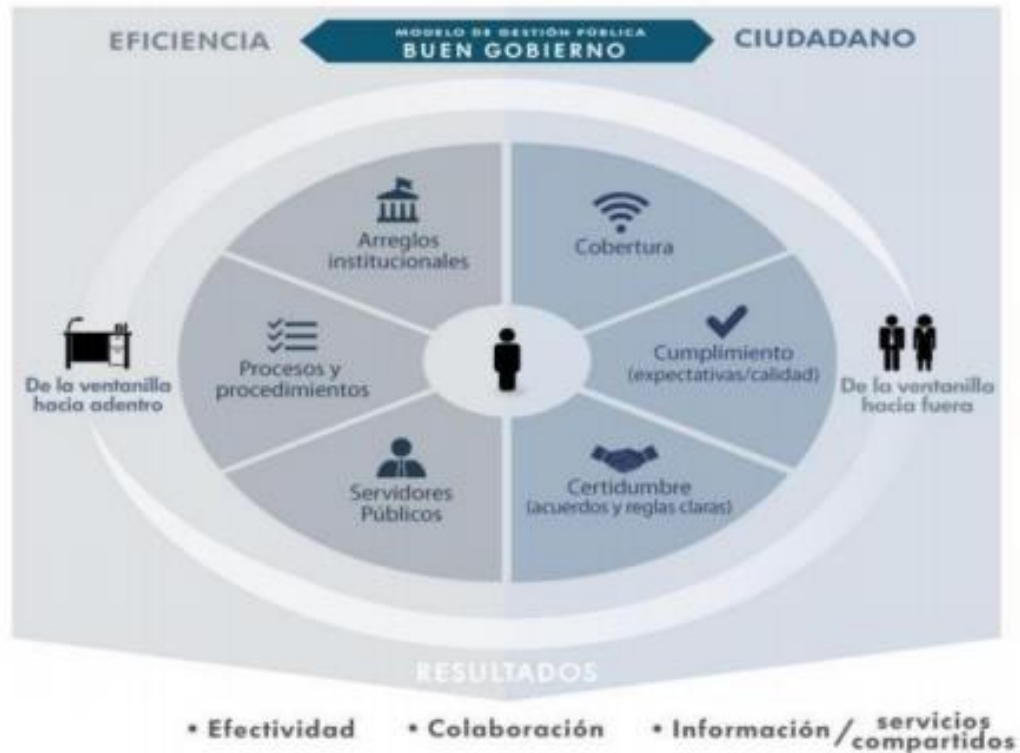 EFICIENCIA
MODELO DE GESTIÓN PÚBLICA
BUEN GOBIERNO
CIUDADANO
Arreglos
institucionales
Cobertura
Procesos y
procedimientos
Cumplimiento
(expectativas/calidad)
De la ventanilla
hacia adentro
De la ventanilla
hacia fuera
Servidores
Públicos
Certidumbre
(acuerdos y reglas claras)
RESULTADOS
• Efectividad • Colaboración • Información / servicios
compartidos